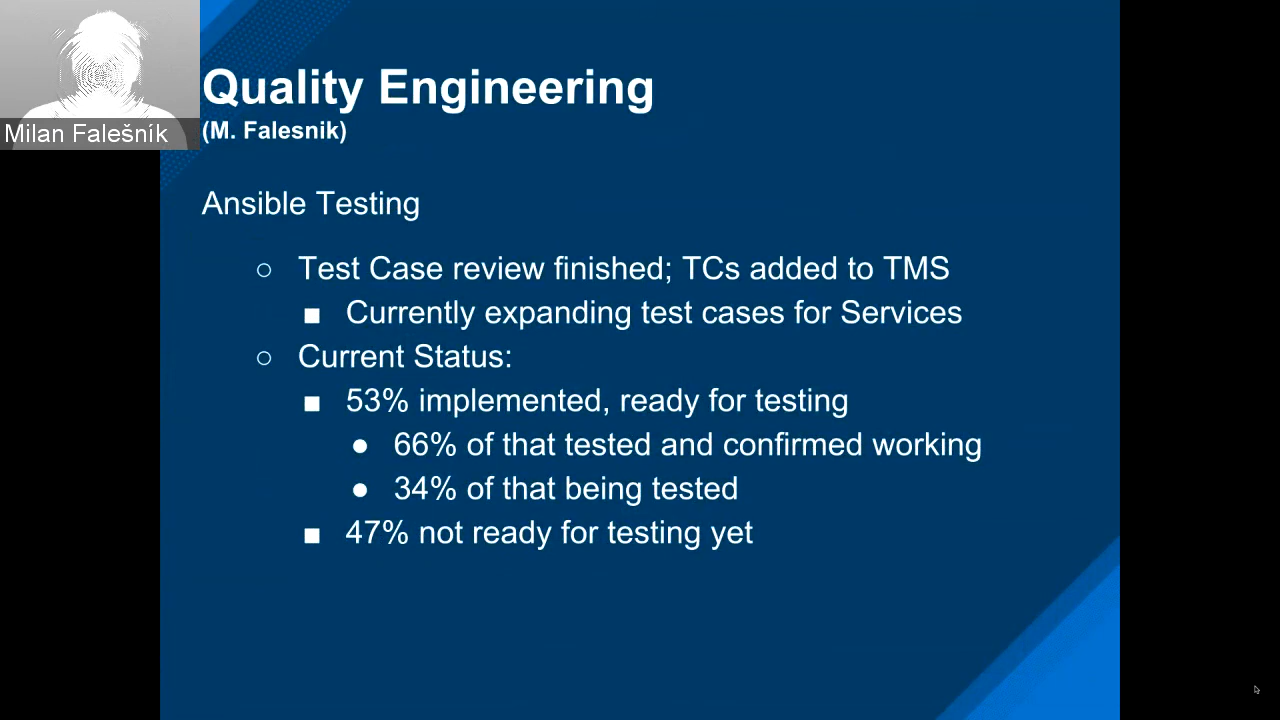 Quality Engineering
Milan Falešník
(M. Falesnik)
Ansible Testing
○ Test Case review finished; TCs added to TMS
■ Currently expanding test cases for Services
○ Current Status:
■ 53% implemented, ready for testing
● 66% of that tested and confirmed working
● 34% of that being tested
■ 47% not ready for testing yet